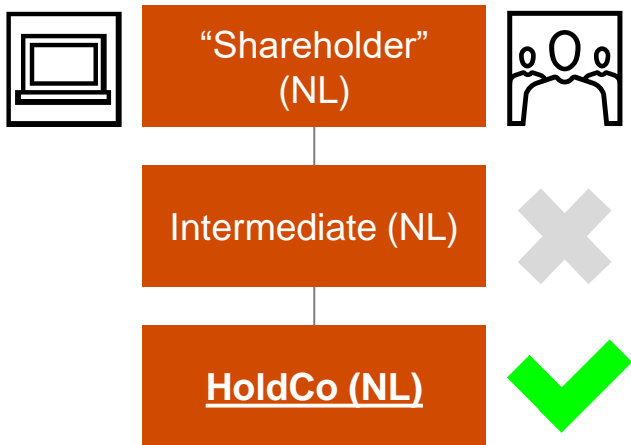 “Shareholder”
(NL)
Intermediate (NL)
HoldCo (NL)